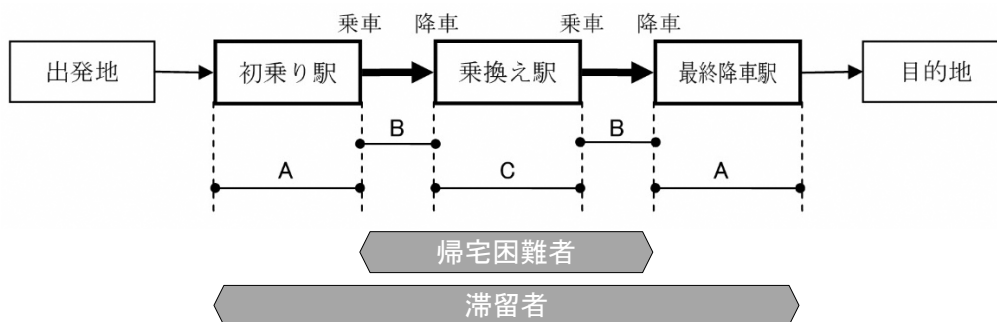 乗車 降車 乗車 降車
出発地 初乗り駅 乗換え駅 最終降車駅 目的地
B B
A C A
帰宅困難者
滞留者